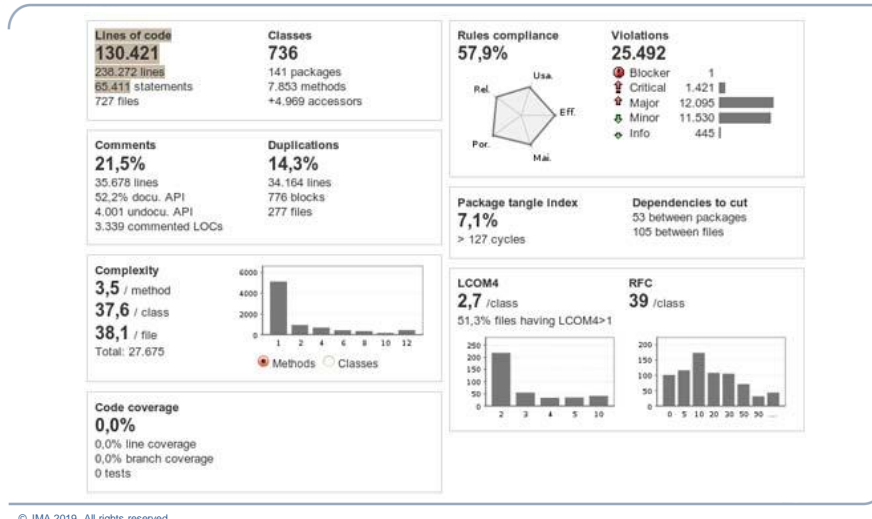 Lines of code
130.421
238.272 lines
65.411 statements
727 files
Classes
736
141 packages
7.853 methods
+4.969 accessors
Comments
21,5%
35.678 lines
52,2% docu. API
4.001 undocu. API
3.339 commented LOCs
Duplications
14,3%
34.164 lines
776 blocks
277 files
Complexity
3,5 / method
37,6 / class
38,1 / file
Total: 27.675
6000
4000
2000
0
1 2 4 6 8 10 12
Methods Classes
Code coverage
0,0%
0,0% line coverage
0,0% branch coverage
0 tests
Rules compliance
57,9%
Usa.
Rel.
Eff.
Por.
Mai.
Violations
25.492
Blocker 1
Critical 1.421
Major 12.095
Minor 11.530
Info 445
Package tangle index
7,1%
> 127 cycles
Dependencies to cut
53 between packages
105 between files
LCOM4
2,7 /class
51,3% files having LCOM4>1
250
200
150
100
50
0
2 3 4 5 10
RFC
39 /class
200
150
100
50
0
0 5 10 20 30 50 90 ...
© IMA 2019. All rights reserved